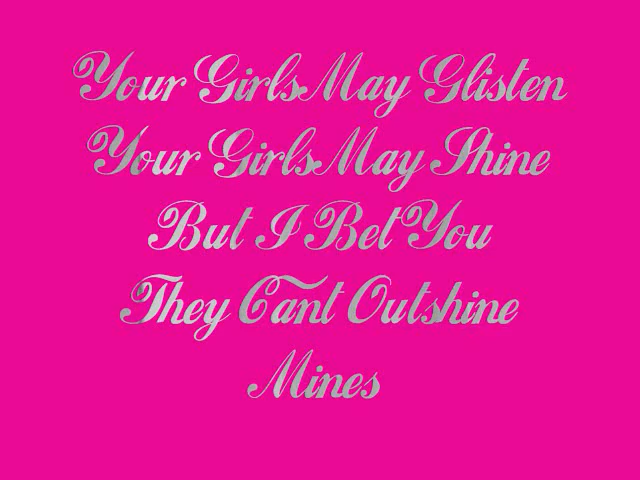 Your Girls May Glisten
Your Girls May Shine
But I Bet You
They Cant Outshine
Mines